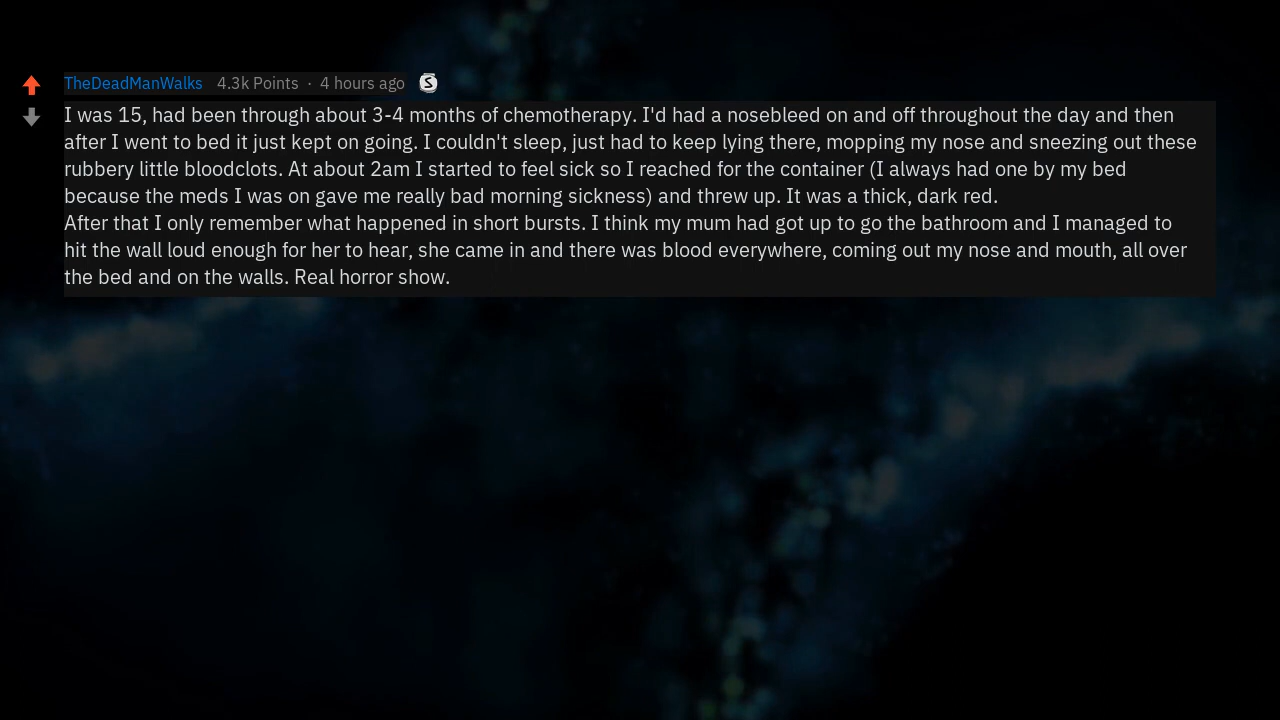 TheDeadManWalks 4.3k Points · 4 hours ago S
I was 15, had been through about 3-4 months of chemotherapy. I'd had a nosebleed on and off throughout the day and then
after I went to bed it just kept on going. I couldn't sleep, just had to keep lying there, mopping my nose and sneezing out these
rubbery little bloodclots. At about 2am I started to feel sick so I reached for the container (I always had one by my bed
because the meds I was on gave me really bad morning sickness) and threw up. It was a thick, dark red.
After that I only remember what happened in short bursts. I think my mum had got up to go the bathroom and I managed to
hit the wall loud enough for her to hear, she came in and there was blood everywhere, coming out my nose and mouth, all over
the bed and on the walls. Real horror show.